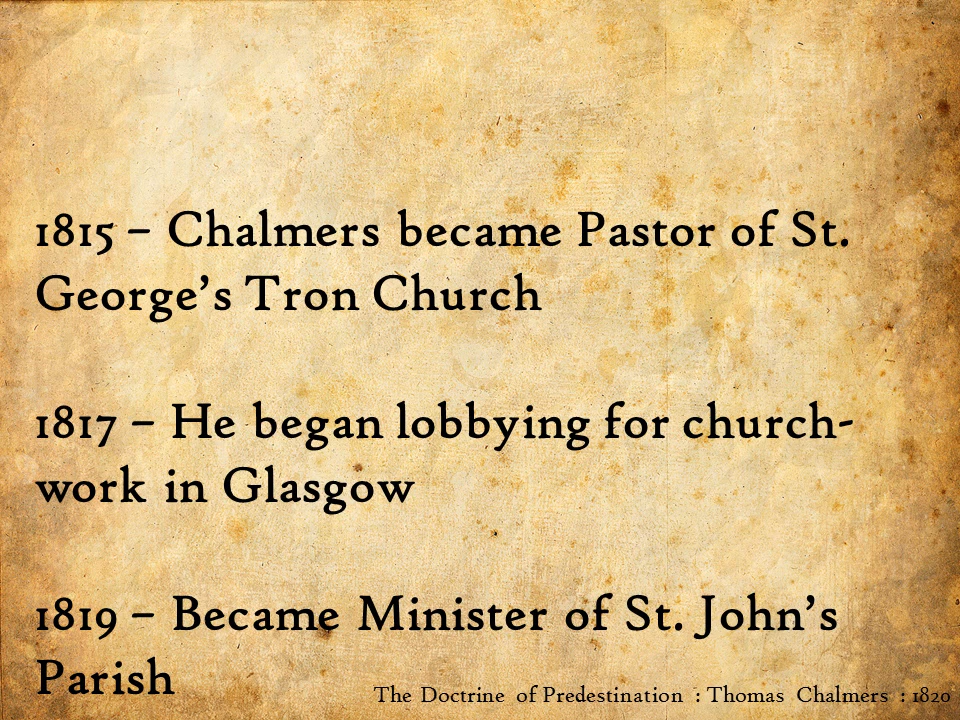 1815 – Chalmers became Pastor of St.
George’s Tron Church
1817 – He began lobbying for church-
work in Glasgow
1819 – Became Minister of St. John’s
Parish
The Doctrine of Predestination : Thomas Chalmers : 1820